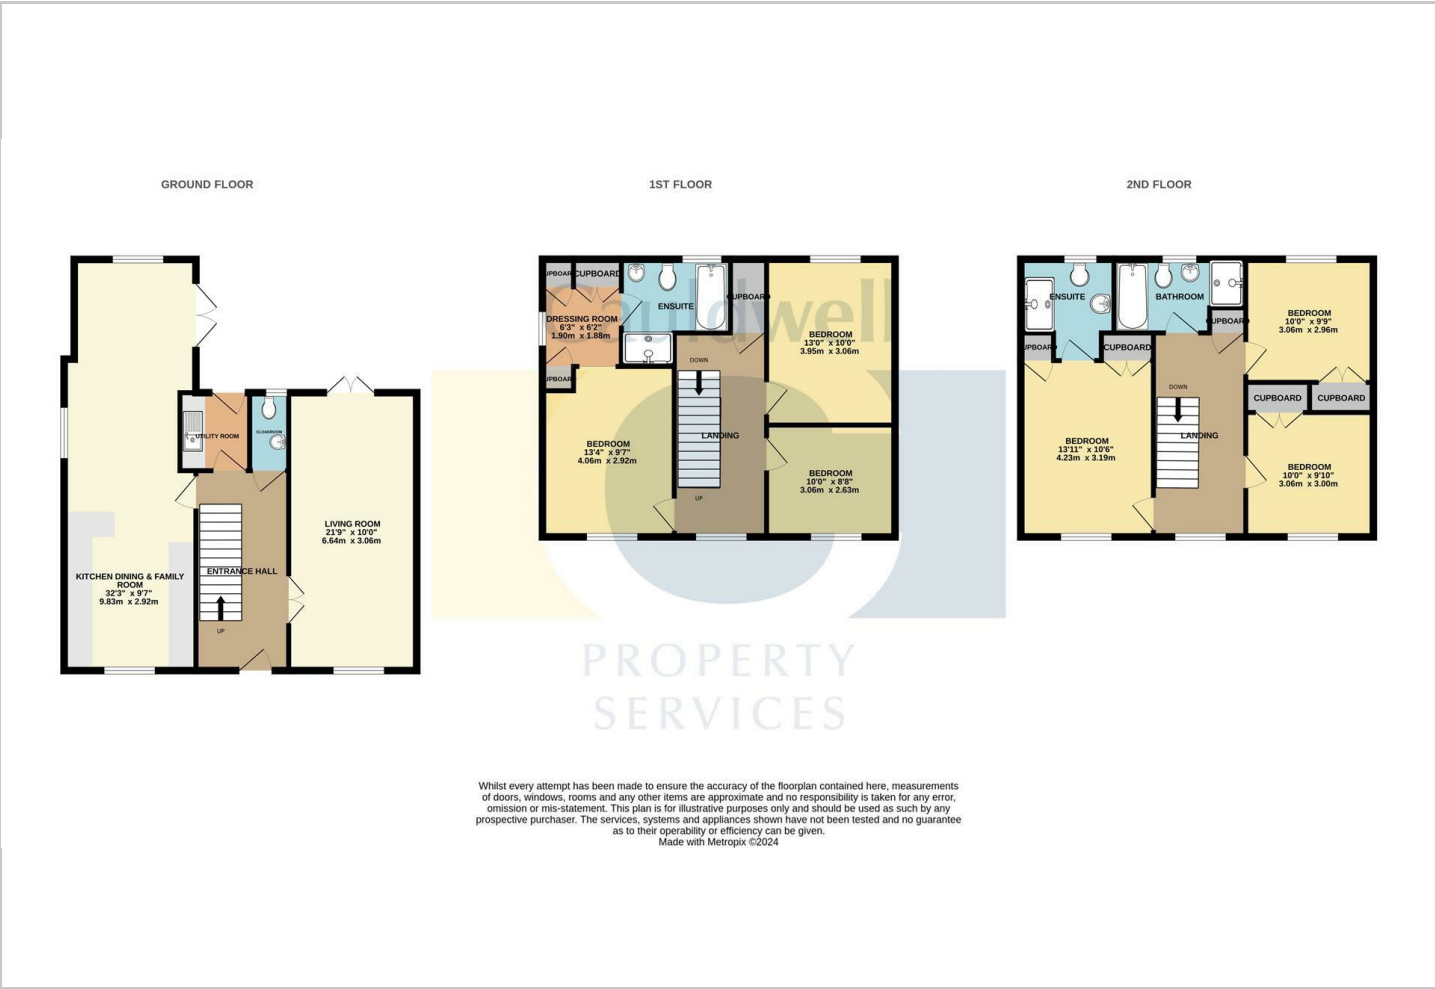 GROUND FLOOR
KITCHEN DINING & FAMILY
ROOM
32'3" x 9'7"
9.83m x 2.92m
UTILITY ROOM
CLOAKROOM
ENTRANCE HALL
UP
LIVING ROOM
21'9" x 10'0"
6.64m x 3.06m
1ST FLOOR
UPBOAR
CUPBOARD
DRESSING ROOM
6'3" x 6'2"
1.90m x 1.88m
UPBOAR
ENSUITE
CUPBOARD
BEDROOM
13'0" x 10'0"
3.95m x 3.06m
DOWN
LANDING
UP
BEDROOM
13'4" x 9'7"
4.06m x 2.92m
BEDROOM
10'0" x 8'8"
3.06m x 2.63m
2ND FLOOR
ENSUITE
BATHROOM
UPBOARD
CUPBOARD
CUPBOARD
BEDROOM
10'0" x 9'9"
3.06m x 2.96m
DOWN
LANDING
CUPBOARD
CUPBOARD
BEDROOM
13'11" x 10'6"
4.23m x 3.19m
BEDROOM
10'0" x 9'10"
3.06m x 3.00m
Cauldwell
PROPERTY
SERVICES
Whilst every attempt has been made to ensure the accuracy of the floorplan contained here, measurements
of doors, windows, rooms and any other items are approximate and no responsibility is taken for any error,
omission or mis-statement. This plan is for illustrative purposes only and should be used as such by any
prospective purchaser. The services, systems and appliances shown have not been tested and no guarantee
as to their operability or efficiency can be given.
Made with Metropix ©2024